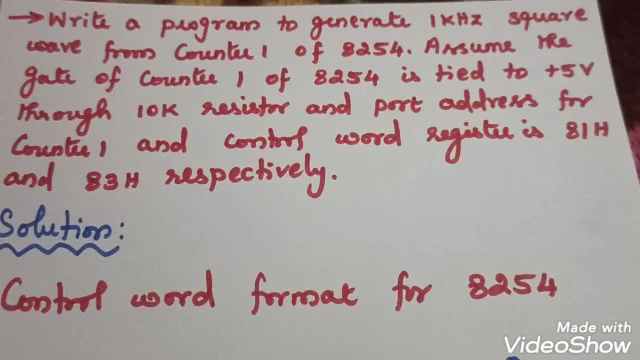 → Write a program to generate 1KHz square
wave from Counter 1 of 8254. Assume the
gate of Counter 1 of 8254 is tied to +5V
through 10K resistor and port address for
Counter 1 and control word register is 81H
and 83H respectively.
Solution:
Control word format for 8254
Made with
VideoShow